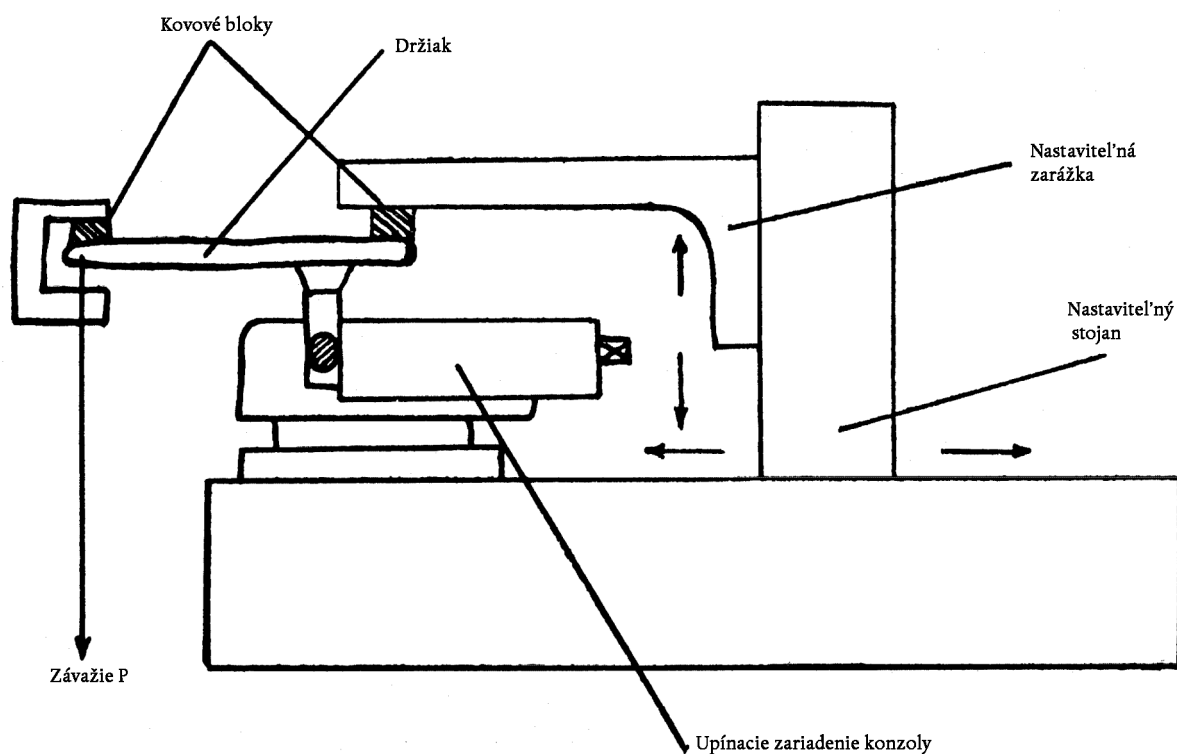 Kovové bloky
Držiak
Nastaviteľná
zarážka
Nastaviteľný
stojan
Závažie P
Upínacie zariadenie konzoly